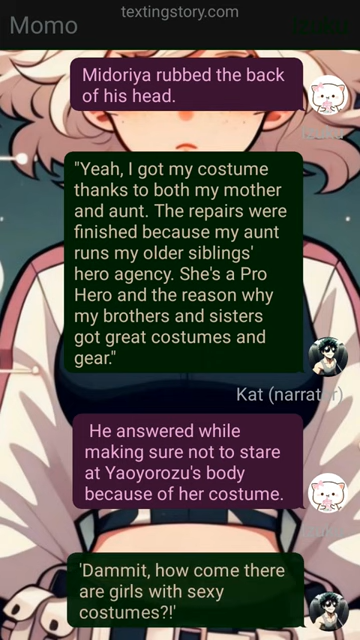 textingstory.com
Momo
Midoriya rubbed the back
of his head.
"Yeah, I got my costume
thanks to both my mother
and aunt. The repairs were
finished because my aunt
runs my older siblings'
hero agency. She's a Pro
Hero and the reason why
my brothers and sisters
got great costumes and
gear."
Kat (narrator)
He answered while
making sure not to stare
at Yaoyorozu's body
because of her costume.
'Dammit, how come there
are girls with sexy
costumes?!'